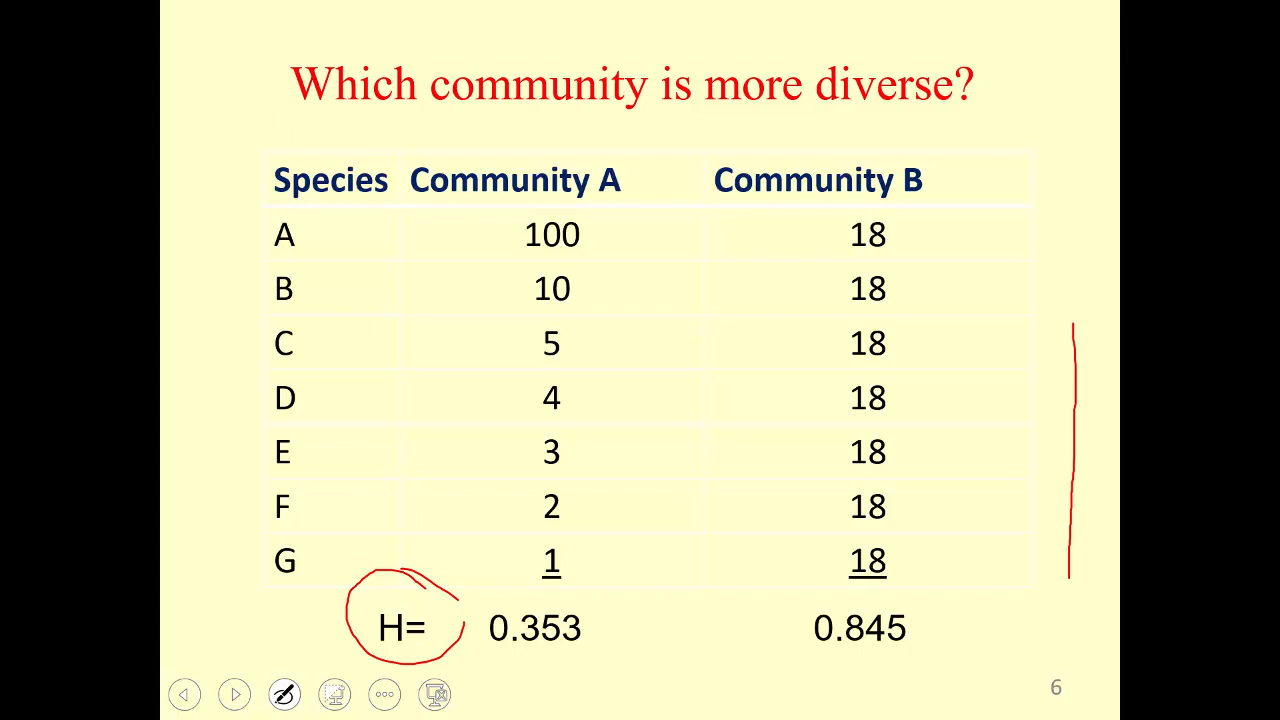 Which community is more diverse?
Species Community A Community B
A 100 18
B 10 18
C 5 18
D 4 18
E 3 18
F 2 18
G 1 18
H= 0.353 0.845
6